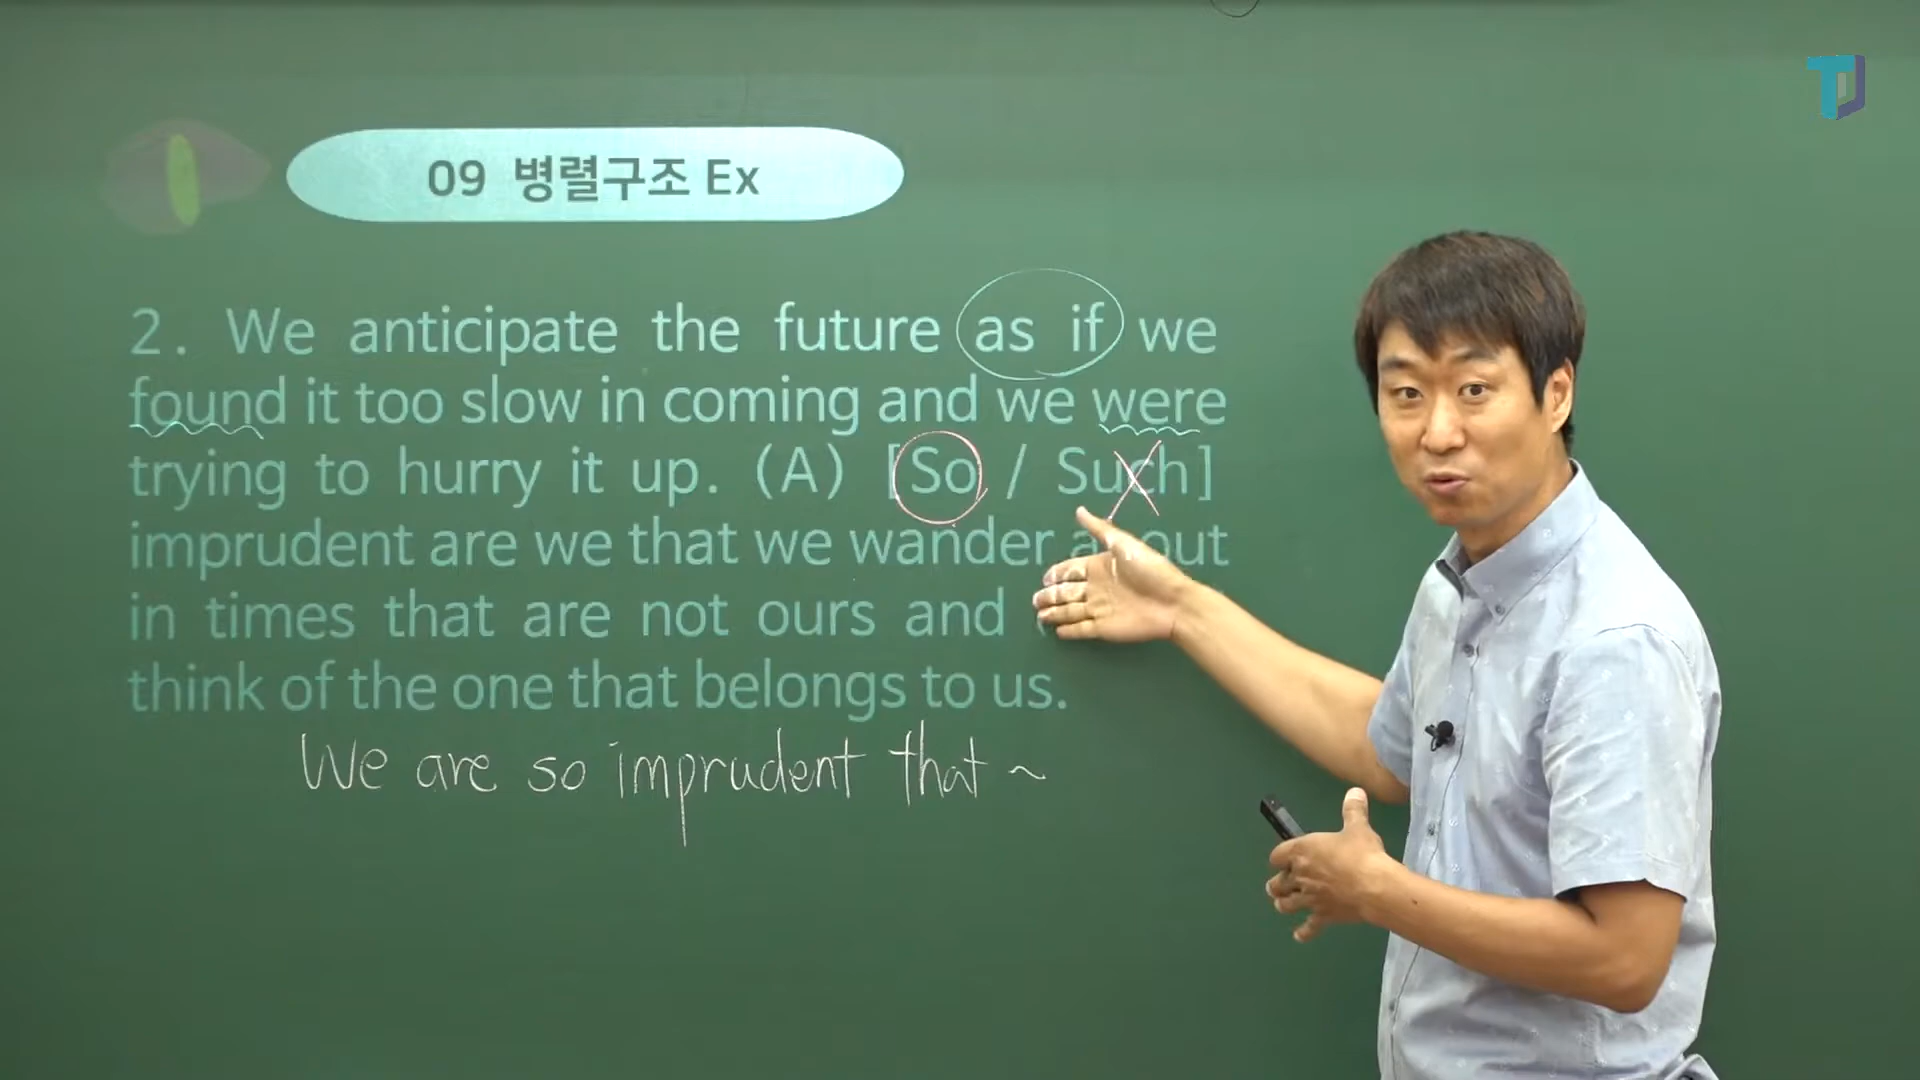 09 병렬구조 Ex
2. We anticipate the future as if we
found it too slow in coming and we were
trying to hurry it up. (A) [So / Such]
imprudent are we that we wander about
in times that are not ours and
think of the one that belongs to us.
We are so imprudent that ~